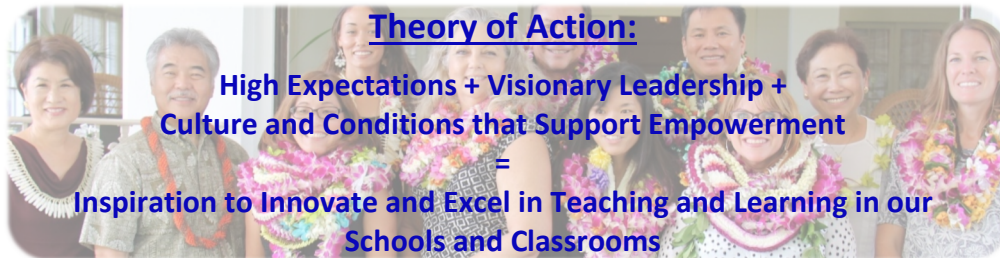 Theory of Action:
High Expectations + Visionary Leadership +
Culture and Conditions that Support Empowerment
=
Inspiration to Innovate and Excel in Teaching and Learning in our
Schools and Classrooms